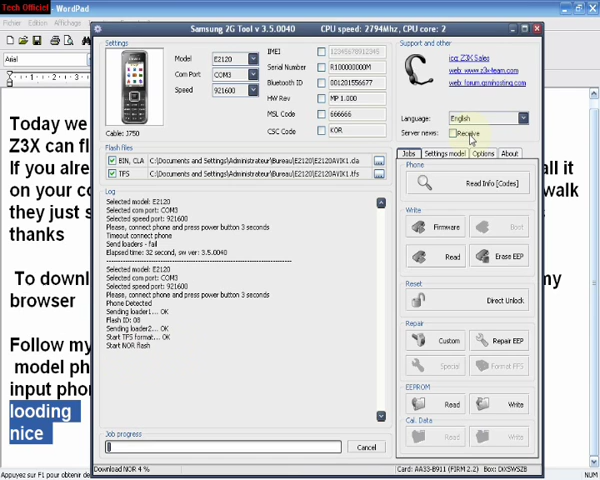 Tech Officiel - WordPad
Fichier Edition Affichage
Arial
Today we
Z3X can fl
If you alre all it
on your co walk
they just s
thanks
To downl my
browser
Follow my
model ph
input phon
looding
nice
Appuyez sur F1 pour obtenir de
NUM
Samsung 2G Tool v 3.5.0040 CPU speed: 2794Mhz, CPU core: 2
Settings
Model E2120
Com Port COM3
Speed 921600
Cable: J750
IMEI 12345678912345
Serial Number R100000000M
Bluetooth ID 001201556677
HW Rev MP 1.000
MSL Code 666666
CSC Code KOR
Flash files
BIN, CLA C:\Documents and Settings\Administrateur\Bureau\E2120\E2120AVIK1.cla
TFS C:\Documents and Settings\Administrateur\Bureau\E2120\E2120AVIK1.tfs
Log
Selected model: E2120
Selected com port: COM3
Selected speed port: 921600
Please, connect phone and press power button 3 seconds
Timeout connect phone
Send loaders - fail
Elapsed time: 32 second, sw ver: 3.5.0040
Selected model: E2120
Selected com port: COM3
Selected speed port: 921600
Please, connect phone and press power button 3 seconds
Phone Detected
Sending loader1... OK
Flash ID: 08
Sending loader2... OK
Start TFS format... OK
Start NOR flash
Job progress
Cancel
Download NOR 4 %
Card: AA33-B911 (FIRM 2.2) Box: DIXSWSZB
Support and other
icq: Z3X Sales
web: www.z3x-team.com
web: forum.gsmhosting.com
Language: English
Server news: Receive
Jobs Settings model Options About
Phone
Read Info [Codes]
Write
Firmware Boot
Read Erase EEP
Reset
Direct Unlock
Repair
Custom Repair EEP
Special Format FFS
EEPROM
Read Write
Cal. Data
Read Write